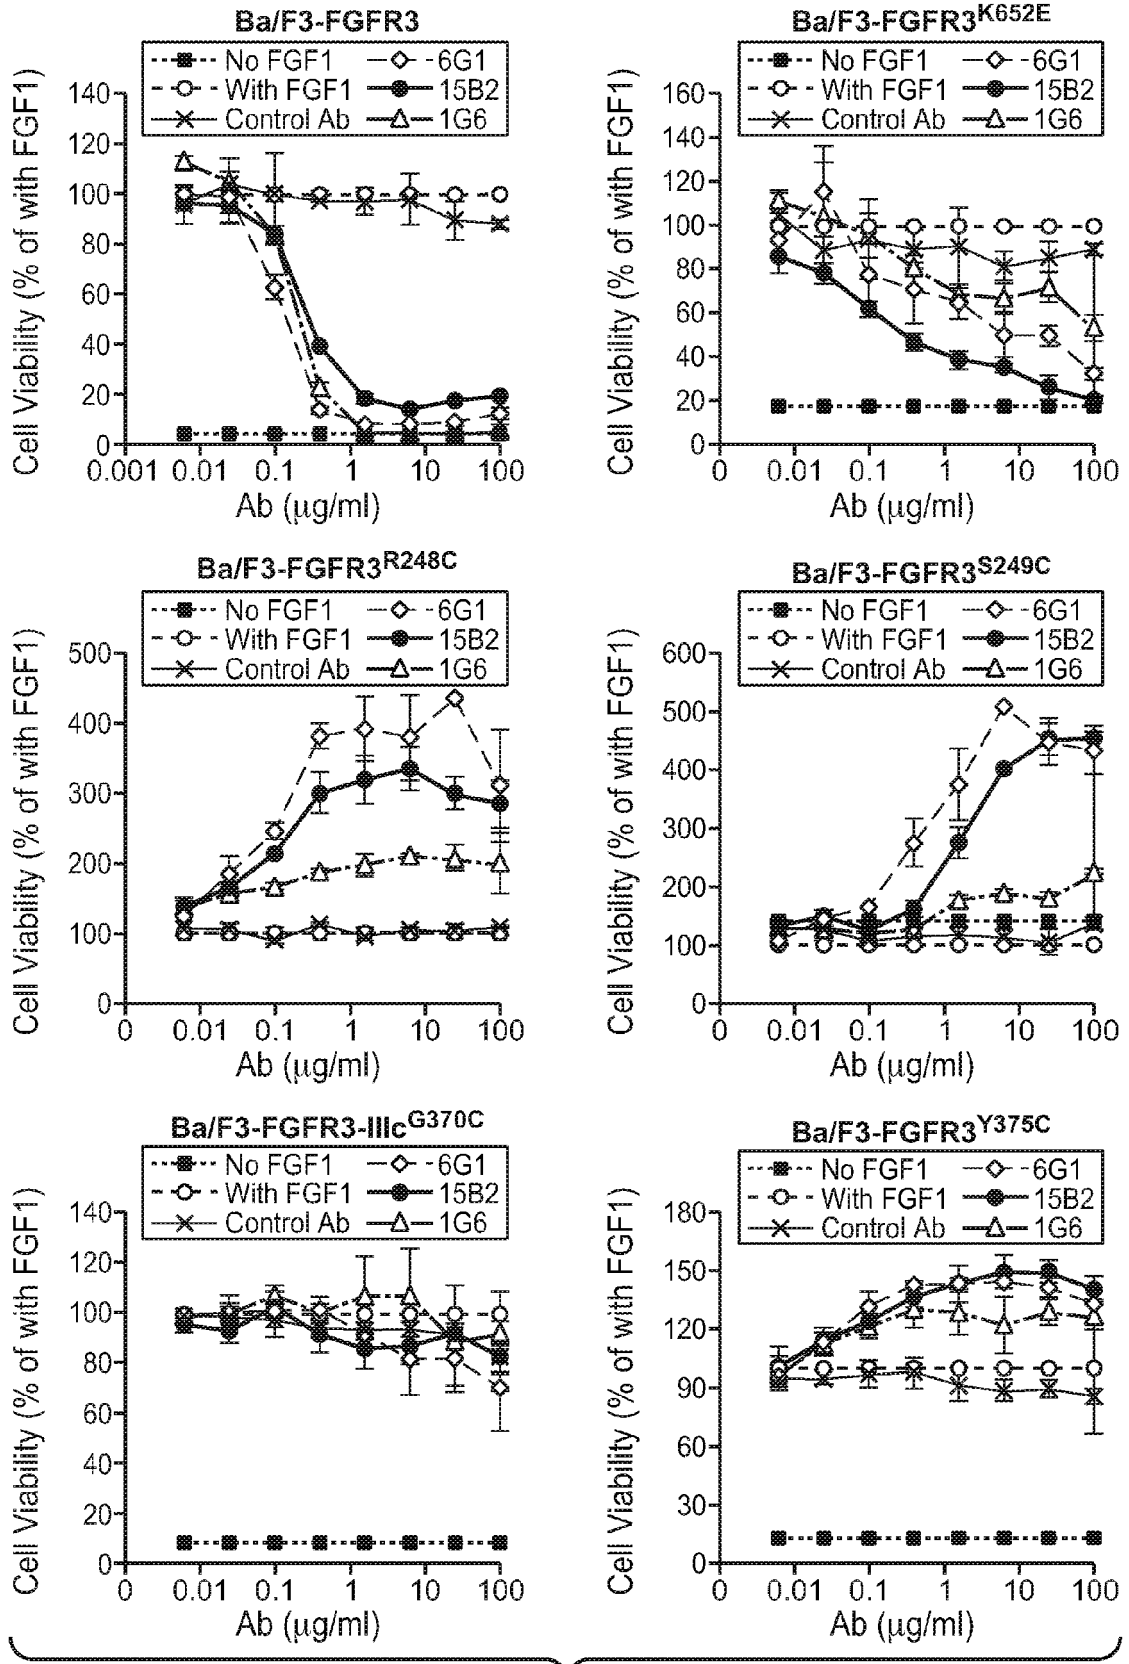 Ba/F3-FGFR3
No FGF1 6G1
With FGF1 15B2
Control Ab 1G6
Cell Viability (% of with FGF1)
140
120
100
80
60
40
20
0
0.001 0.01 0.1 1 10 100
Ab (μg/ml)
Ba/F3-FGFR3K652E
No FGF1 6G1
With FGF1 15B2
Control Ab 1G6
Cell Viability (% of with FGF1)
160
140
120
100
80
60
40
20
0
0 0.01 0.1 1 10 100
Ab (μg/ml)
Ba/F3-FGFR3R248C
No FGF1 6G1
With FGF1 15B2
Control Ab 1G6
Cell Viability (% of with FGF1)
500
400
300
200
100
0
0 0.01 0.1 1 10 100
Ab (μg/ml)
Ba/F3-FGFR3S249C
No FGF1 6G1
With FGF1 15B2
Control Ab 1G6
Cell Viability (% of with FGF1)
600
500
400
300
200
100
0
0 0.01 0.1 1 10 100
Ab (μg/ml)
Ba/F3-FGFR3-IIIcG370C
No FGF1 6G1
With FGF1 15B2
Control Ab 1G6
Cell Viability (% of with FGF1)
140
120
100
80
60
40
20
0
0 0.01 0.1 1 10 100
Ab (μg/ml)
Ba/F3-FGFR3Y375C
No FGF1 6G1
With FGF1 15B2
Control Ab 1G6
Cell Viability (% of with FGF1)
180
150
120
90
60
30
0
0 0.01 0.1 1 10 100
Ab (μg/ml)